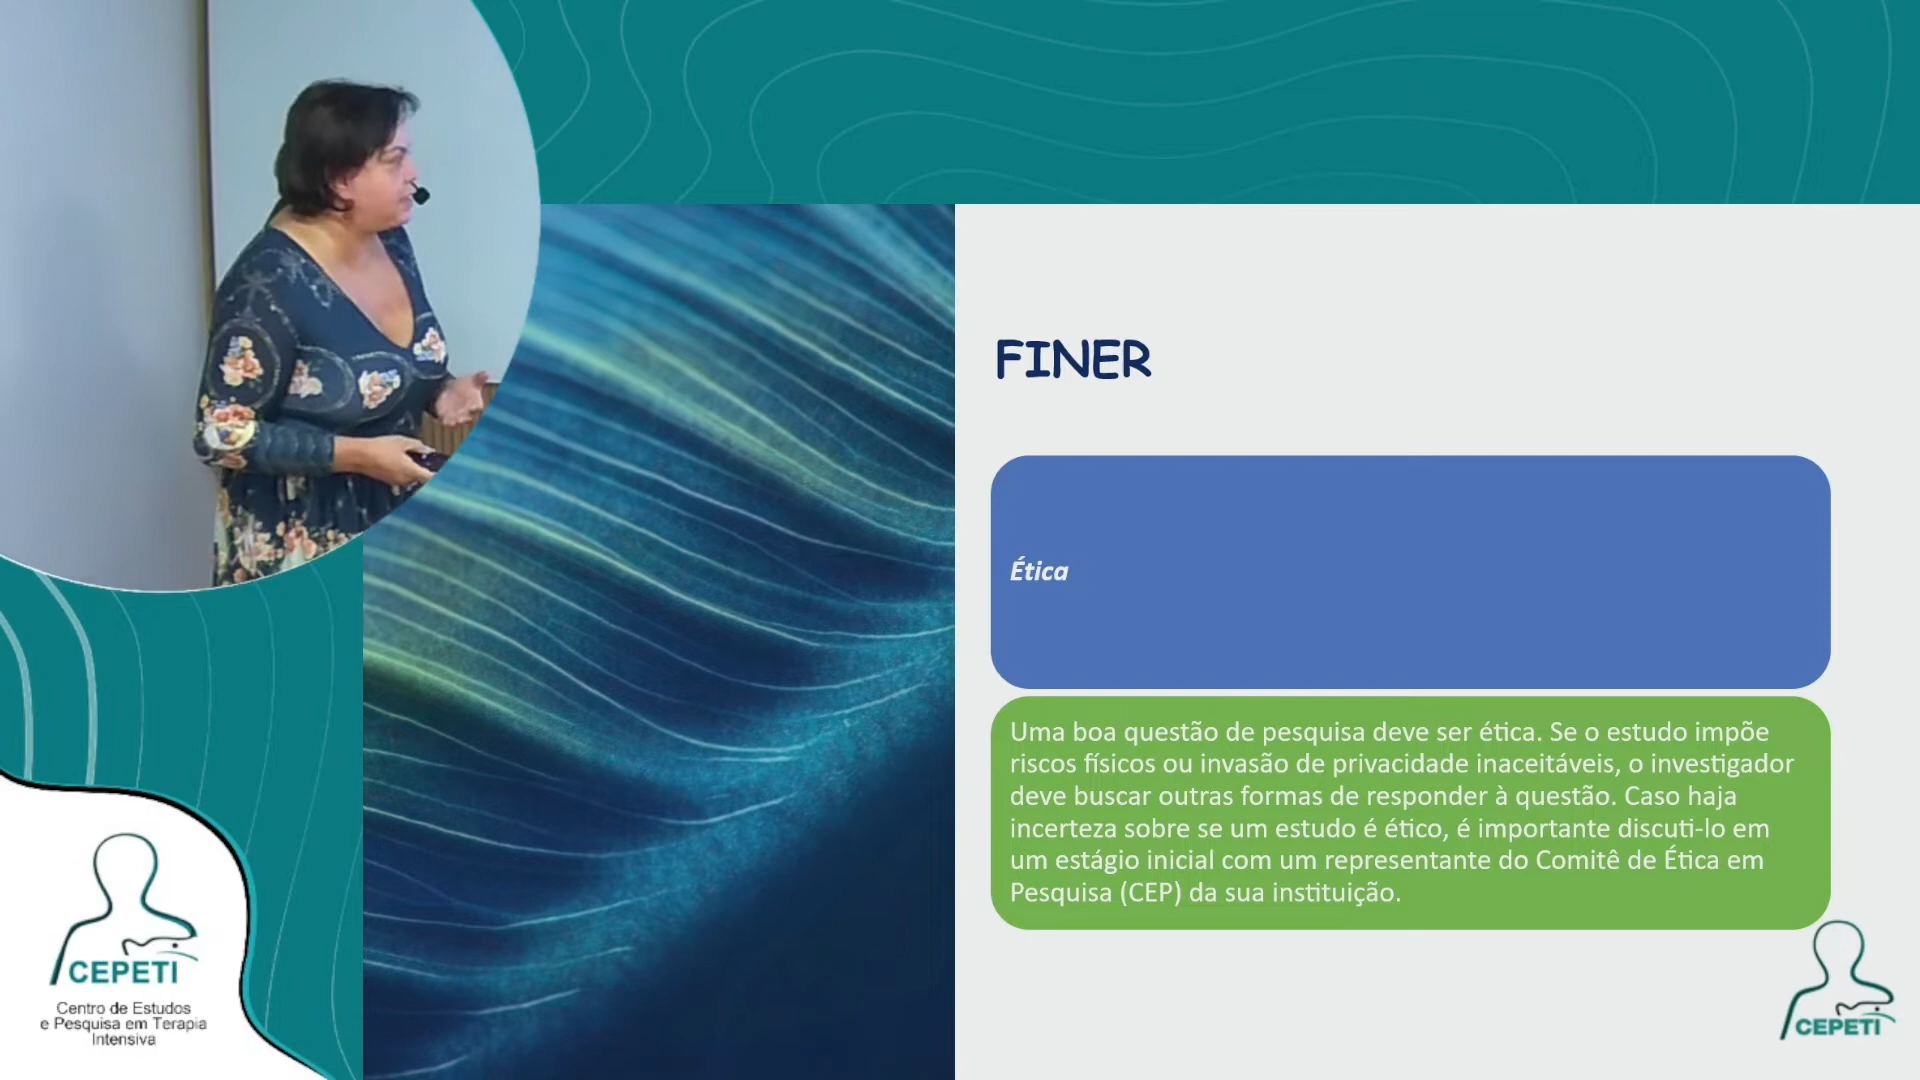 FINER
Ética
Uma boa questão de pesquisa deve ser ética. Se o estudo impõe
riscos físicos ou invasão de privacidade inaceitáveis, o investigador
deve buscar outras formas de responder à questão. Caso haja
incerteza sobre se um estudo é ético, é importante discuti-lo em
um estágio inicial com um representante do Comitê de Ética em
Pesquisa (CEP) da sua instituição.
CEPETI
Centro de Estudos
e Pesquisa em Terapia
Intensiva
CEPETI